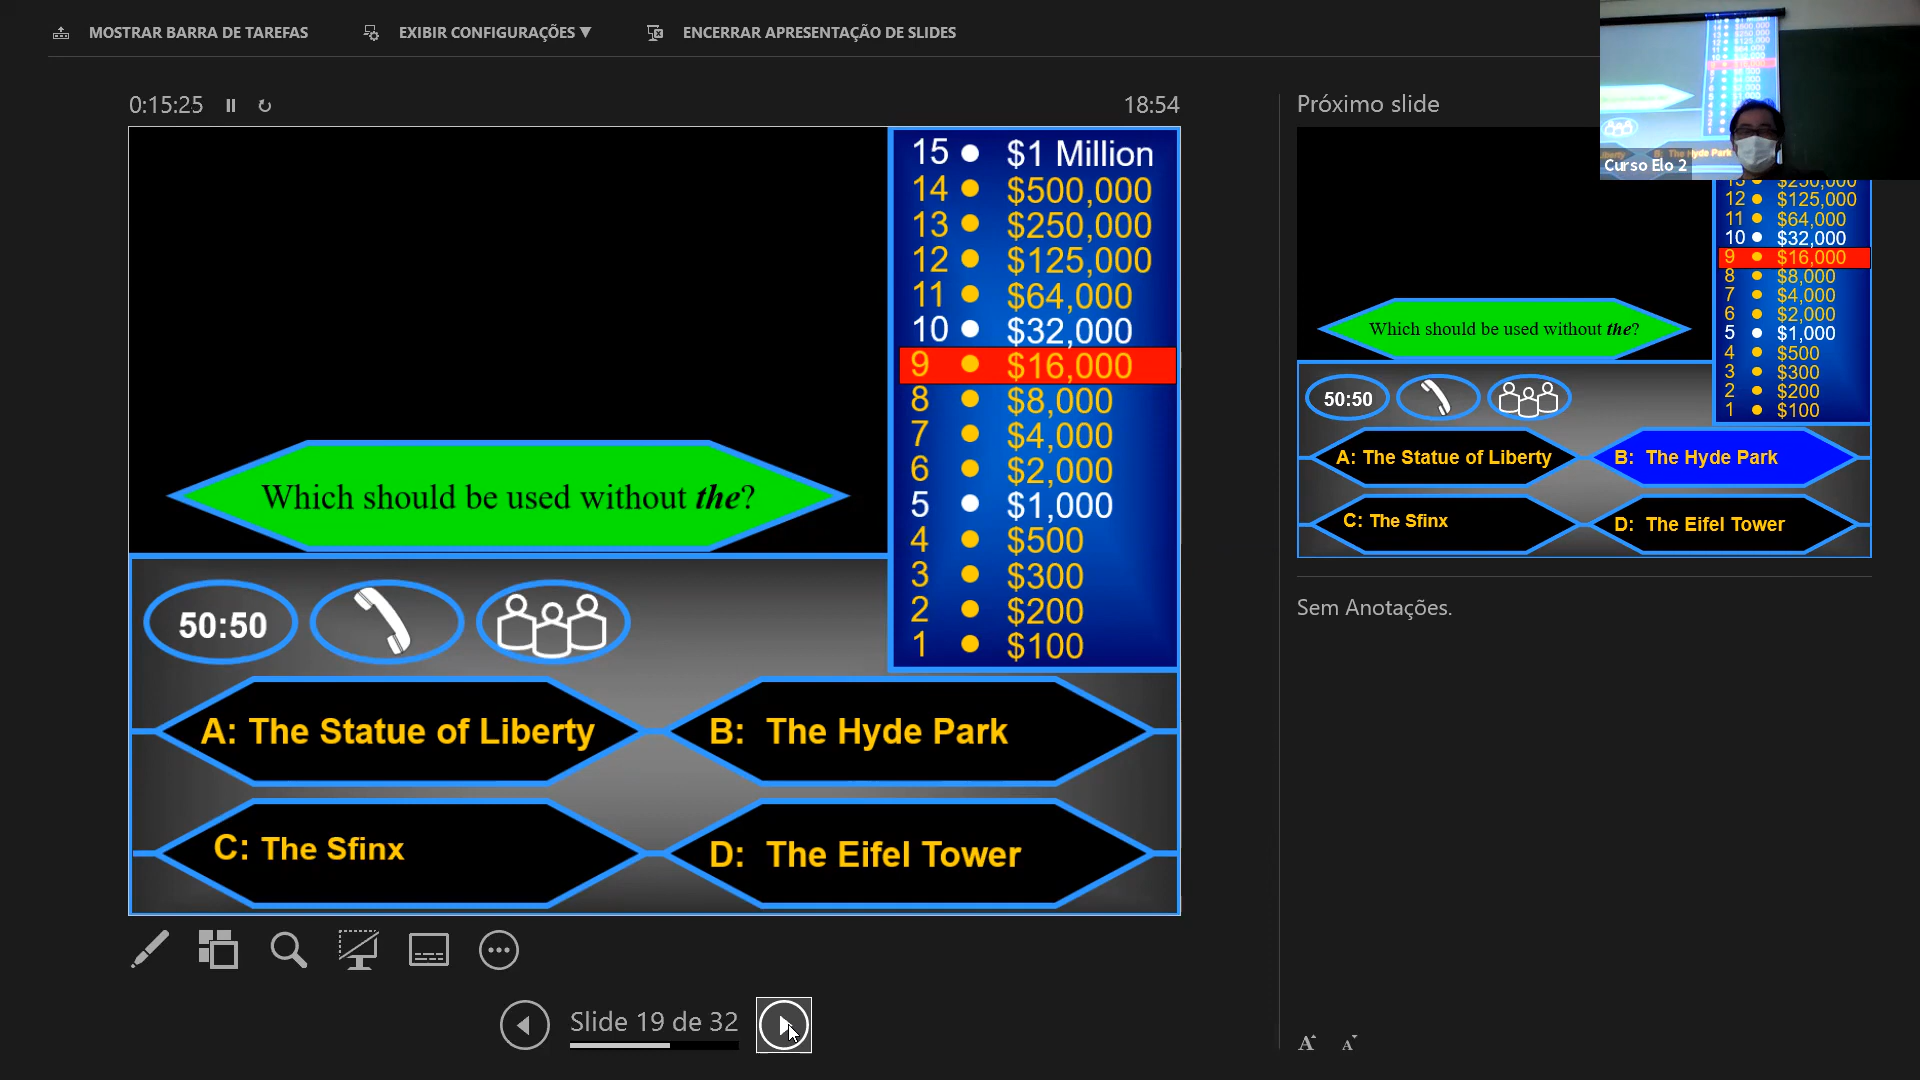 MOSTRAR BARRA DE TAREFAS
EXIBIR CONFIGURAÇÕES ▼
ENCERRAR APRESENTAÇÃO DE SLIDES
0:15:25
18:54
15 • $1 Million
14 • $500,000
13 • $250,000
12 • $125,000
11 • $64,000
10 • $32,000
9 • $16,000
8 • $8,000
7 • $4,000
6 • $2,000
5 • $1,000
4 • $500
3 • $300
2 • $200
1 • $100
Which should be used without the?
50:50
A: The Statue of Liberty
B: The Hyde Park
C: The Sfinx
D: The Eifel Tower
Slide 19 de 32
Próximo slide
Curso Elo 2
13 • $250,000
12 • $125,000
11 • $64,000
10 • $32,000
9 • $16,000
8 • $8,000
7 • $4,000
6 • $2,000
5 • $1,000
4 • $500
3 • $300
2 • $200
1 • $100
Which should be used without the?
50:50
A: The Statue of Liberty
B: The Hyde Park
C: The Sfinx
D: The Eifel Tower
Sem Anotações.
A A